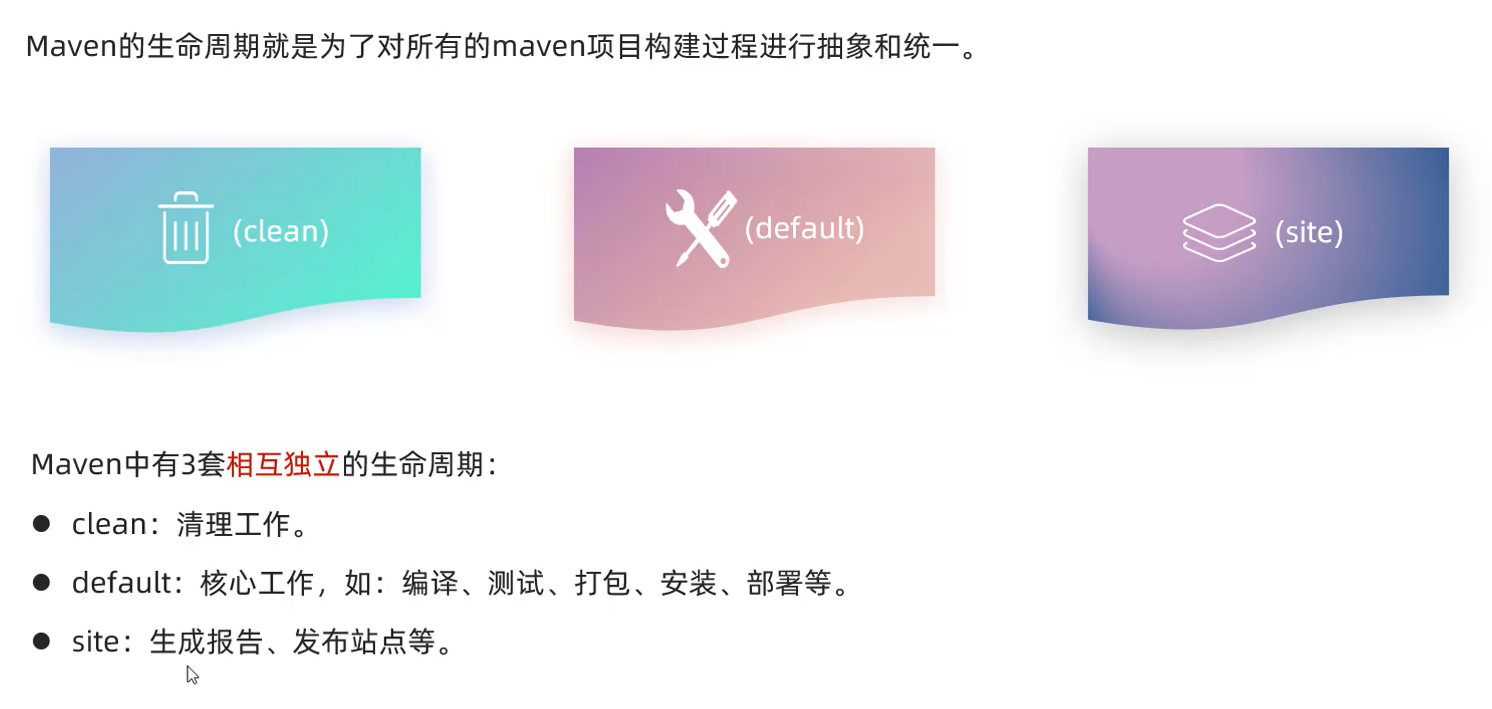 Maven的生命周期就是为了对所有的maven项目构建过程进行抽象和统一。
(clean)
(default)
(site)
Maven中有3套相互独立的生命周期：
● clean：清理工作。
● default：核心工作，如：编译、测试、打包、安装、部署等。
● site：生成报告、发布站点等。